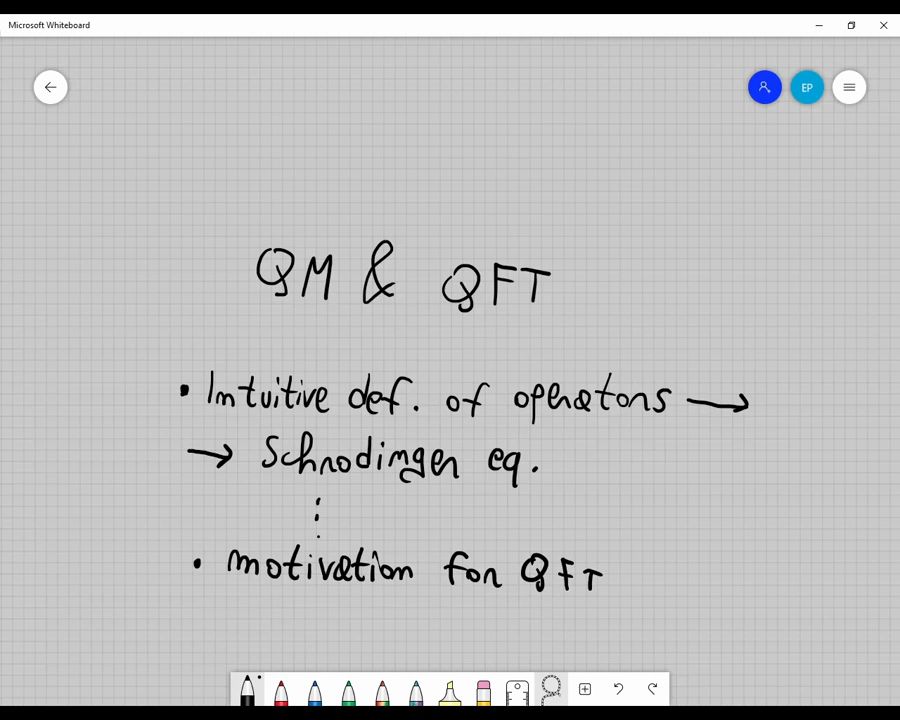 Microsoft Whiteboard
EP
QM & QFT
• Intuitive def. of operators →
→ Schrodinger eq.
⋮
• motivation for QFT